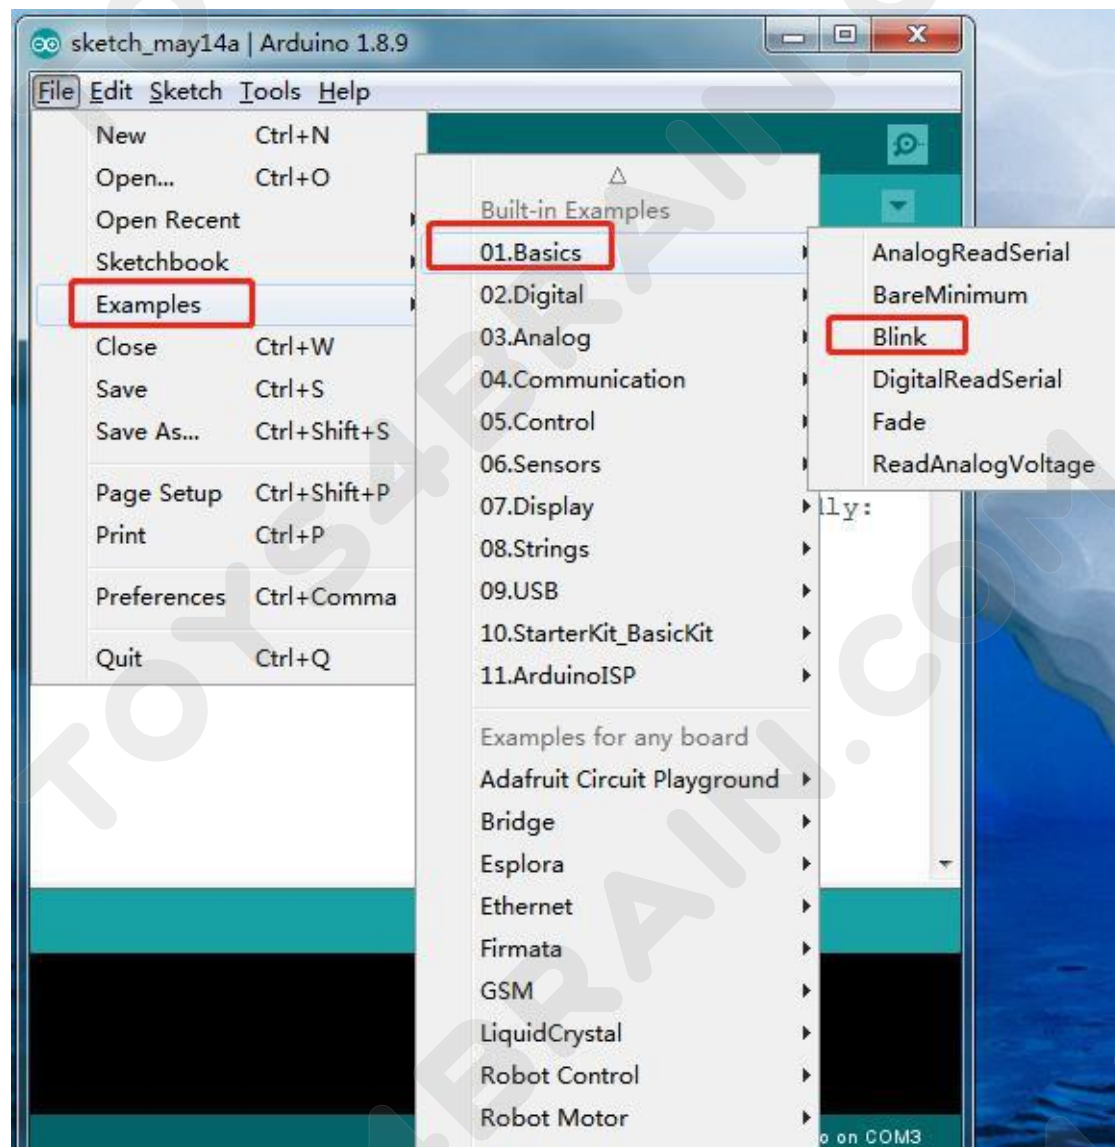 sketch_may14a | Arduino 1.8.9
File Edit Sketch Tools Help
New Ctrl+N
Open... Ctrl+O
Open Recent
Sketchbook
Examples
Close Ctrl+W
Save Ctrl+S
Save As... Ctrl+Shift+S
Page Setup Ctrl+Shift+P
Print Ctrl+P
Preferences Ctrl+Comma
Quit Ctrl+Q
Built-in Examples
01.Basics
02.Digital
03.Analog
04.Communication
05.Control
06.Sensors
07.Display
08.Strings
09.USB
10.StarterKit_BasicKit
11.ArduinoISP
Examples for any board
Adafruit Circuit Playground
Bridge
Esplora
Ethernet
Firmata
GSM
LiquidCrystal
Robot Control
Robot Motor
AnalogReadSerial
BareMinimum
Blink
DigitalReadSerial
Fade
ReadAnalogVoltage
lly:
o on COM3
TOYS4BRAIN.COM